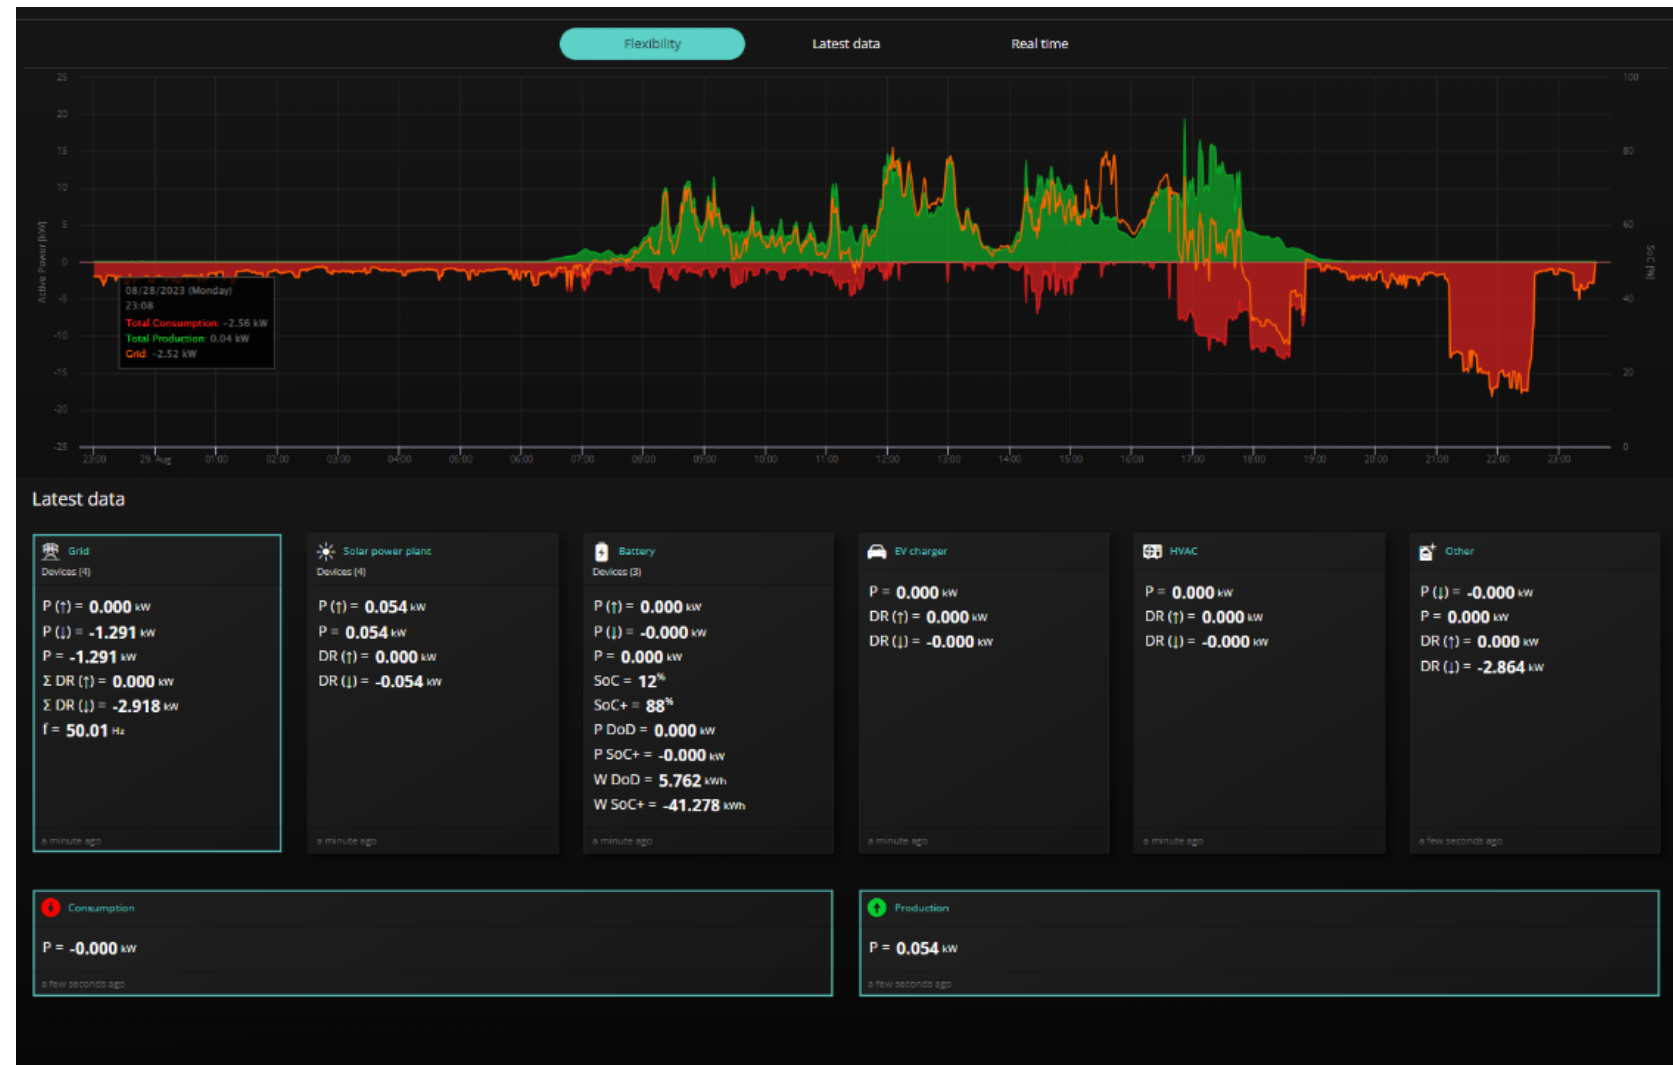 Flexibility
Latest data
Real time
25
20
15
10
5
0
-5
-10
-15
-20
-25
Active Power [kW]
100
80
60
40
20
0
SoC [%]
08/28/2023 (Monday)
23:08
Total Consumption: -2.56 kW
Total Production: 0.04 kW
Grid: -2.52 kW
23:00 29. Aug 01:00 02:00 03:00 04:00 05:00 06:00 07:00 08:00 09:00 10:00 11:00 12:00 13:00 14:00 15:00 16:00 17:00 18:00 19:00 20:00 21:00 22:00 23:00
Latest data
Grid
Devices (4)
P (↑) = 0.000 kW
P (↓) = -1.291 kW
P = -1.291 kW
Σ DR (↑) = 0.000 kW
Σ DR (↓) = -2.918 kW
f = 50.01 Hz
a minute ago
Solar power plant
Devices (4)
P (↑) = 0.054 kW
P = 0.054 kW
DR (↑) = 0.000 kW
DR (↓) = -0.054 kW
a minute ago
Battery
Devices (3)
P (↑) = 0.000 kW
P (↓) = -0.000 kW
P = 0.000 kW
SoC = 12%
SoC+ = 88%
P DoD = 0.000 kW
P SoC+ = -0.000 kW
W DoD = 5.762 kWh
W SoC+ = -41.278 kWh
a minute ago
EV charger
P = 0.000 kW
DR (↑) = 0.000 kW
DR (↓) = -0.000 kW
a minute ago
HVAC
P = 0.000 kW
DR (↑) = 0.000 kW
DR (↓) = -0.000 kW
a minute ago
Other
P (↓) = -0.000 kW
P = 0.000 kW
DR (↑) = 0.000 kW
DR (↓) = -2.864 kW
a few seconds ago
Consumption
P = -0.000 kW
a few seconds ago
Production
P = 0.054 kW
a few seconds ago